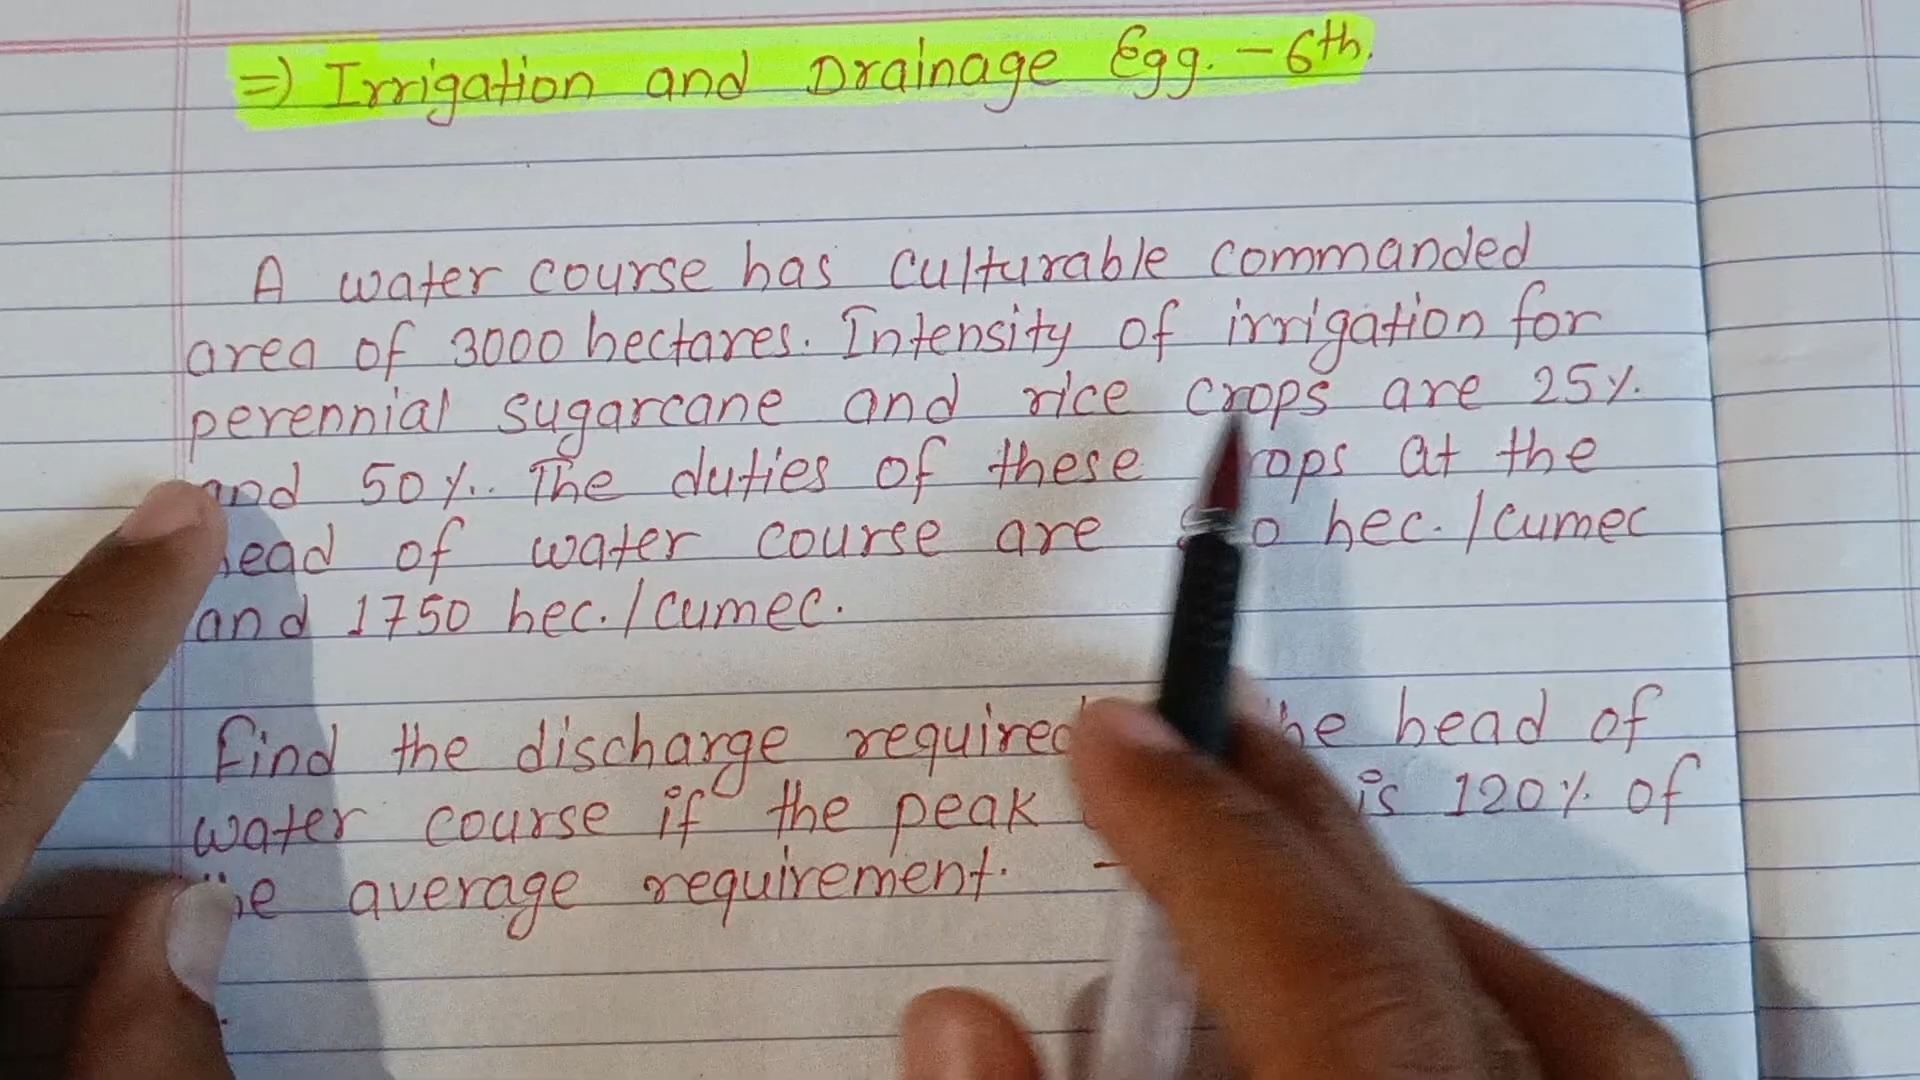 => Irrigation and Drainage Egg. - 6th.
A water course has culturable commanded
area of 3000 hectares. Intensity of irrigation for
perennial sugarcane and rice crops are 25%.
and 50%. The duties of these at the
of water course are hec./cumec
and 1750 hec./cumec.
Find the discharge required head of
water course if the peak is 120% of
average requirement.